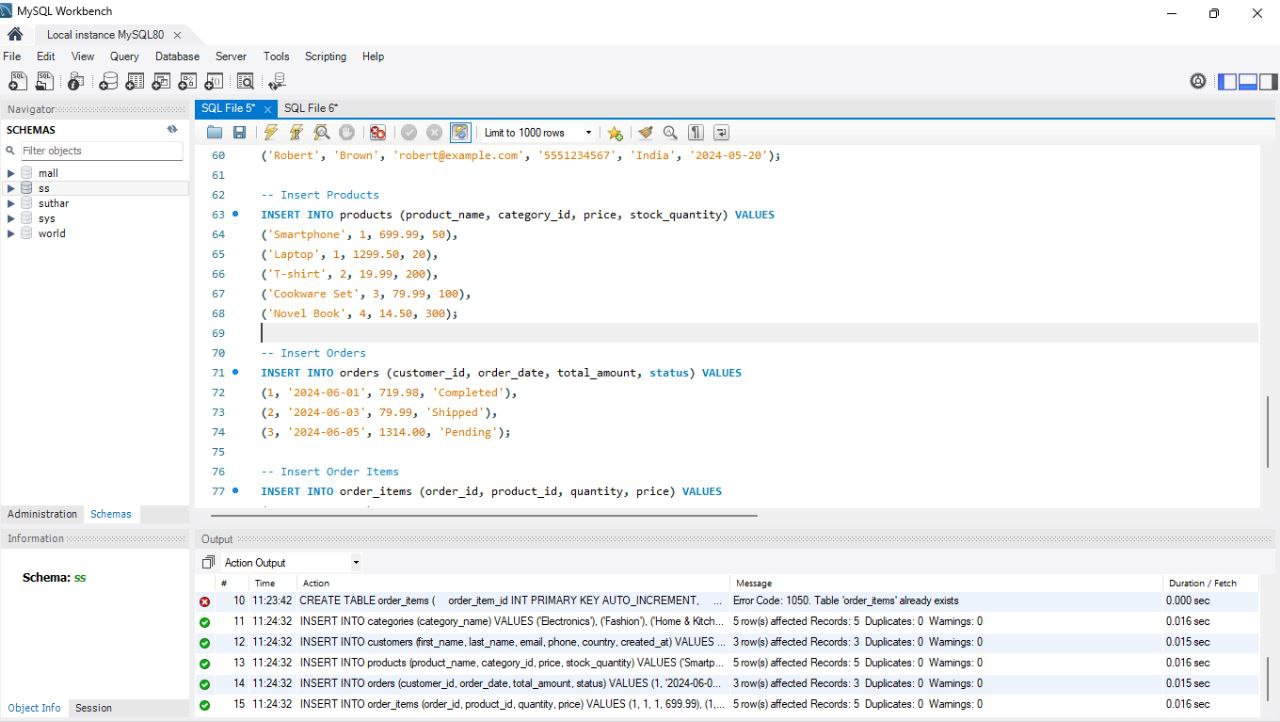 MySQL Workbench
Local instance MySQL80
File Edit View Query Database Server Tools Scripting Help
Navigator
SCHEMAS
Filter objects
mall
ss
suthar
sys
world
Administration Schemas
Information
Schema: ss
Object Info Session
SQL File 5* SQL File 6*
Limit to 1000 rows
60 ('Robert', 'Brown', 'robert@example.com', '5551234567', 'India', '2024-05-20');
61
62 -- Insert Products
63 INSERT INTO products (product_name, category_id, price, stock_quantity) VALUES
64 ('Smartphone', 1, 699.99, 50),
65 ('Laptop', 1, 1299.50, 20),
66 ('T-shirt', 2, 19.99, 200),
67 ('Cookware Set', 3, 79.99, 100),
68 ('Novel Book', 4, 14.50, 300);
69
70 -- Insert Orders
71 INSERT INTO orders (customer_id, order_date, total_amount, status) VALUES
72 (1, '2024-06-01', 719.98, 'Completed'),
73 (2, '2024-06-03', 79.99, 'Shipped'),
74 (3, '2024-06-05', 1314.00, 'Pending');
75
76 -- Insert Order Items
77 INSERT INTO order_items (order_id, product_id, quantity, price) VALUES
Output
Action Output
# Time Action Message Duration / Fetch
10 11:23:42 CREATE TABLE order_items ( order_item_id INT PRIMARY KEY AUTO_INCREMENT, ... Error Code: 1050. Table 'order_items' already exists 0.000 sec
11 11:24:32 INSERT INTO categories (category_name) VALUES ('Electronics'), ('Fashion'), ('Home & Kitch... 5 row(s) affected Records: 5 Duplicates: 0 Warnings: 0 0.016 sec
12 11:24:32 INSERT INTO customers (first_name, last_name, email, phone, country, created_at) VALUES ... 3 row(s) affected Records: 3 Duplicates: 0 Warnings: 0 0.015 sec
13 11:24:32 INSERT INTO products (product_name, category_id, price, stock_quantity) VALUES ('Smartp... 5 row(s) affected Records: 5 Duplicates: 0 Warnings: 0 0.016 sec
14 11:24:32 INSERT INTO orders (customer_id, order_date, total_amount, status) VALUES (1, '2024-06-0... 3 row(s) affected Records: 3 Duplicates: 0 Warnings: 0 0.015 sec
15 11:24:32 INSERT INTO order_items (order_id, product_id, quantity, price) VALUES (1, 1, 1, 699.99), (1,... 5 row(s) affected Records: 5 Duplicates: 0 Warnings: 0 0.016 sec